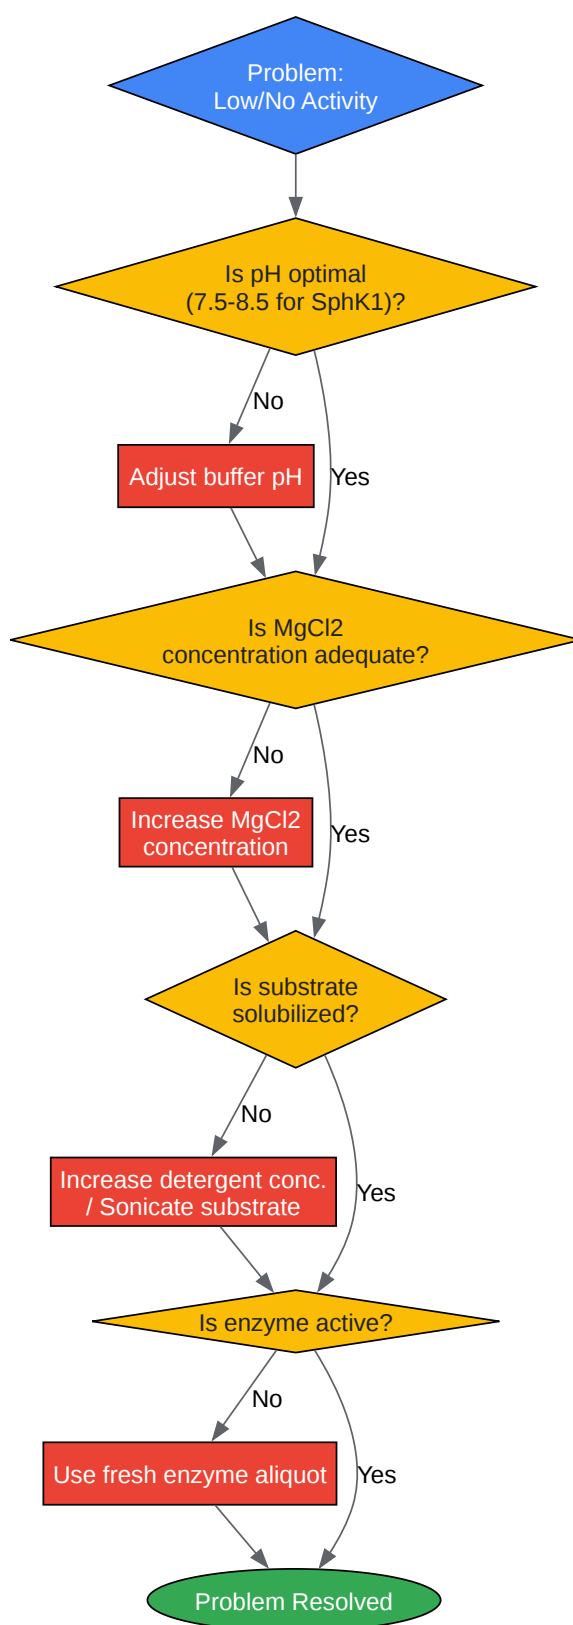 Problem:
Low/No Activity
Is pH optimal
(7.5-8.5 for SphK1)?
No
Adjust buffer pH
Yes
Is MgCl2
concentration adequate?
No
Increase MgCl2
concentration
Yes
Is substrate
solubilized?
No
Increase detergent conc.
/ Sonicate substrate
Yes
Is enzyme active?
No
Use fresh enzyme aliquot
Yes
Problem Resolved